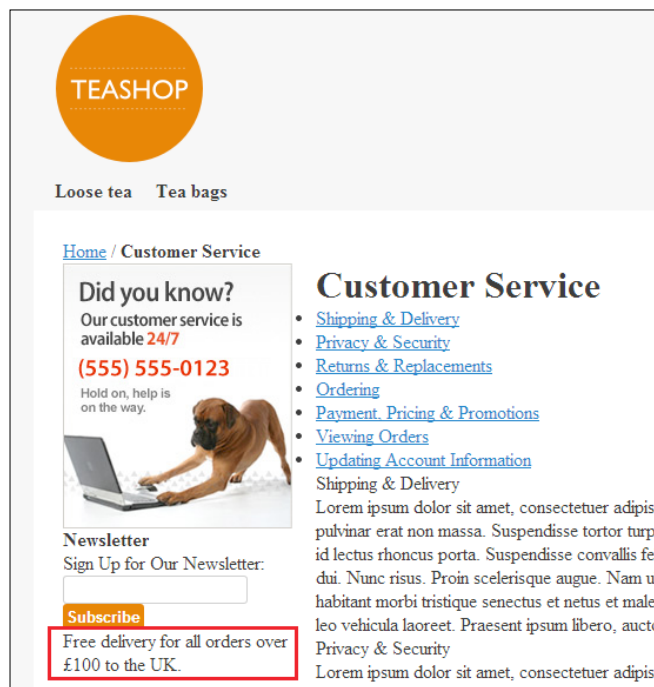 TEASHOP
Loose tea Tea bags
Home / Customer Service
Did you know?
Our customer service is
available 24/7
(555) 555-0123
Hold on, help is
on the way.
Newsletter
Sign Up for Our Newsletter:
Subscribe
Free delivery for all orders over
£100 to the UK.
Customer Service
Shipping & Delivery
Privacy & Security
Returns & Replacements
Ordering
Payment, Pricing & Promotions
Viewing Orders
Updating Account Information
Shipping & Delivery
Lorem ipsum dolor sit amet, consectetuer adipis
pulvinar erat non massa. Suspendisse tortor turp
id lectus rhoncus porta. Suspendisse convallis fe
dui. Nunc risus. Proin scelerisque augue. Nam u
habitant morbi tristique senectus et netus et male
leo vehicula laoreet. Praesent ipsum libero, aucto
Privacy & Security
Lorem ipsum dolor sit amet, consectetuer adipis